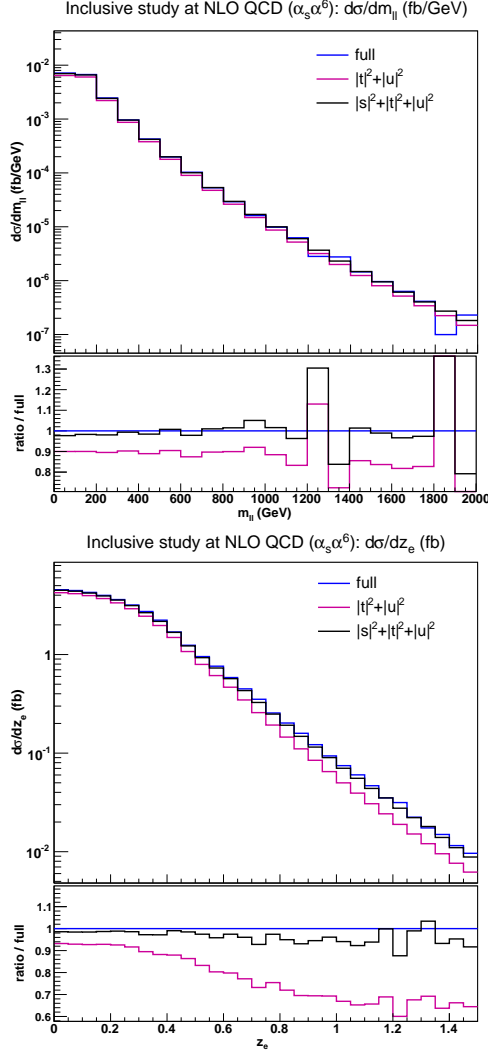 Inclusive study at NLO QCD (αₛα⁶): dσ/dmₗₗ (fb/GeV)
full
|t|²+|u|²
|s|²+|t|²+|u|²
dσ/dmₗₗ (fb/GeV)
10⁻²
10⁻³
10⁻⁴
10⁻⁵
10⁻⁶
10⁻⁷
ratio / full
1.3
1.2
1.1
1
0.9
0.8
0 200 400 600 800 1000 1200 1400 1600 1800 2000
mₗₗ (GeV)
Inclusive study at NLO QCD (αₛα⁶): dσ/dzₑ (fb)
full
|t|²+|u|²
|s|²+|t|²+|u|²
dσ/dzₑ (fb)
1
10⁻¹
10⁻²
ratio / full
1.1
1
0.9
0.8
0.7
0.6
0 0.2 0.4 0.6 0.8 1 1.2 1.4
zₑ